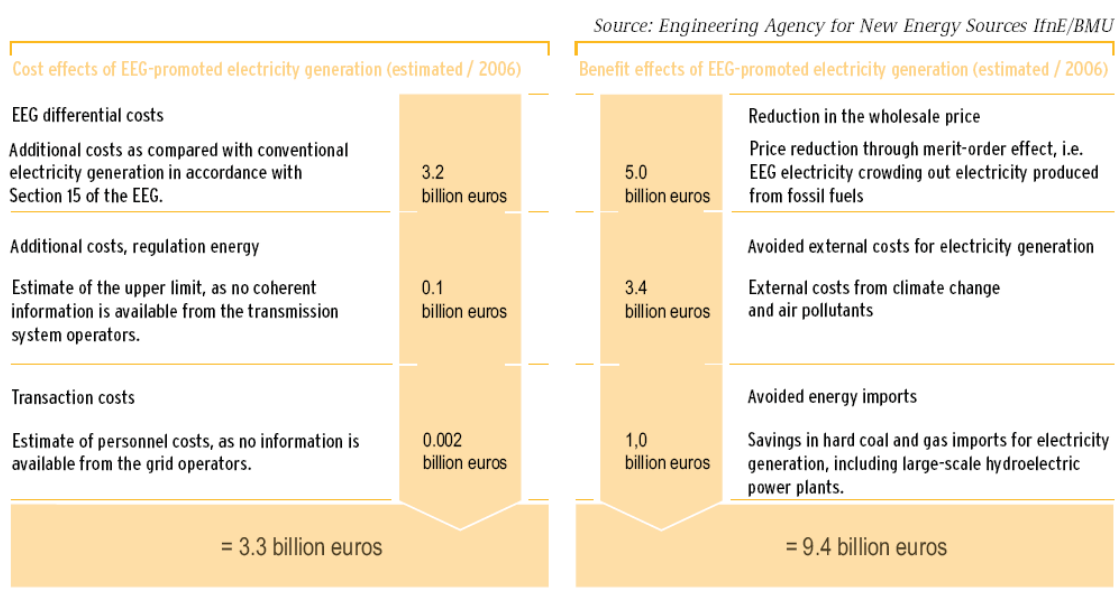 Source: Engineering Agency for New Energy Sources IfnE/BMU
Cost effects of EEG-promoted electricity generation (estimated / 2006)
EEG differential costs
Additional costs as compared with conventional
electricity generation in accordance with
Section 15 of the EEG.
3.2
billion euros
Additional costs, regulation energy
Estimate of the upper limit, as no coherent
information is available from the transmission
system operators.
0.1
billion euros
Transaction costs
Estimate of personnel costs, as no information is
available from the grid operators.
0.002
billion euros
= 3.3 billion euros
Benefit effects of EEG-promoted electricity generation (estimated / 2006)
5.0
billion euros
Reduction in the wholesale price
Price reduction through merit-order effect, i.e.
EEG electricity crowding out electricity produced
from fossil fuels
3.4
billion euros
Avoided external costs for electricity generation
External costs from climate change
and air pollutants
1,0
billion euros
Avoided energy imports
Savings in hard coal and gas imports for electricity
generation, including large-scale hydroelectric
power plants.
= 9.4 billion euros